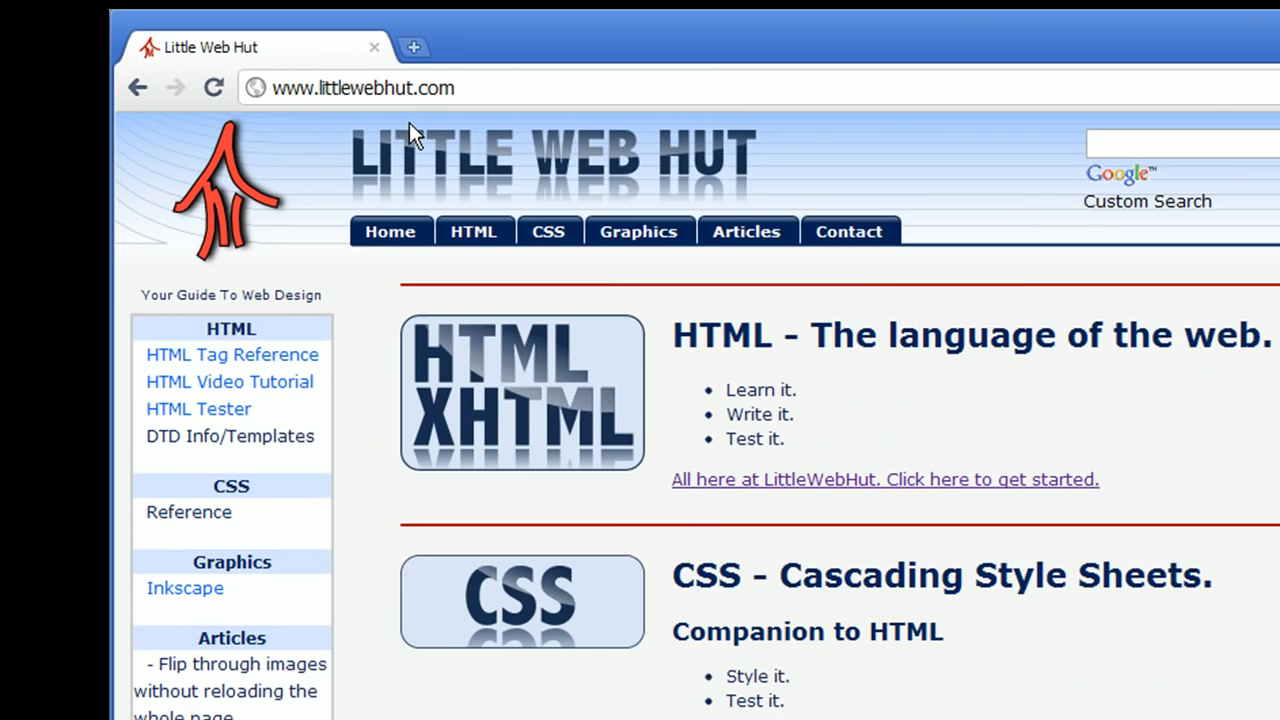 Little Web Hut
www.littlewebhut.com
LITTLE WEB HUT
Google™
Custom Search
Home HTML CSS Graphics Articles Contact
Your Guide To Web Design
HTML
HTML Tag Reference
HTML Video Tutorial
HTML Tester
DTD Info/Templates
CSS
Reference
Graphics
Inkscape
Articles
- Flip through images
without reloading the
whole page
HTML
XHTML
HTML - The language of the web.
• Learn it.
• Write it.
• Test it.
All here at LittleWebHut. Click here to get started.
CSS
CSS - Cascading Style Sheets.
Companion to HTML
• Style it.
• Test it.